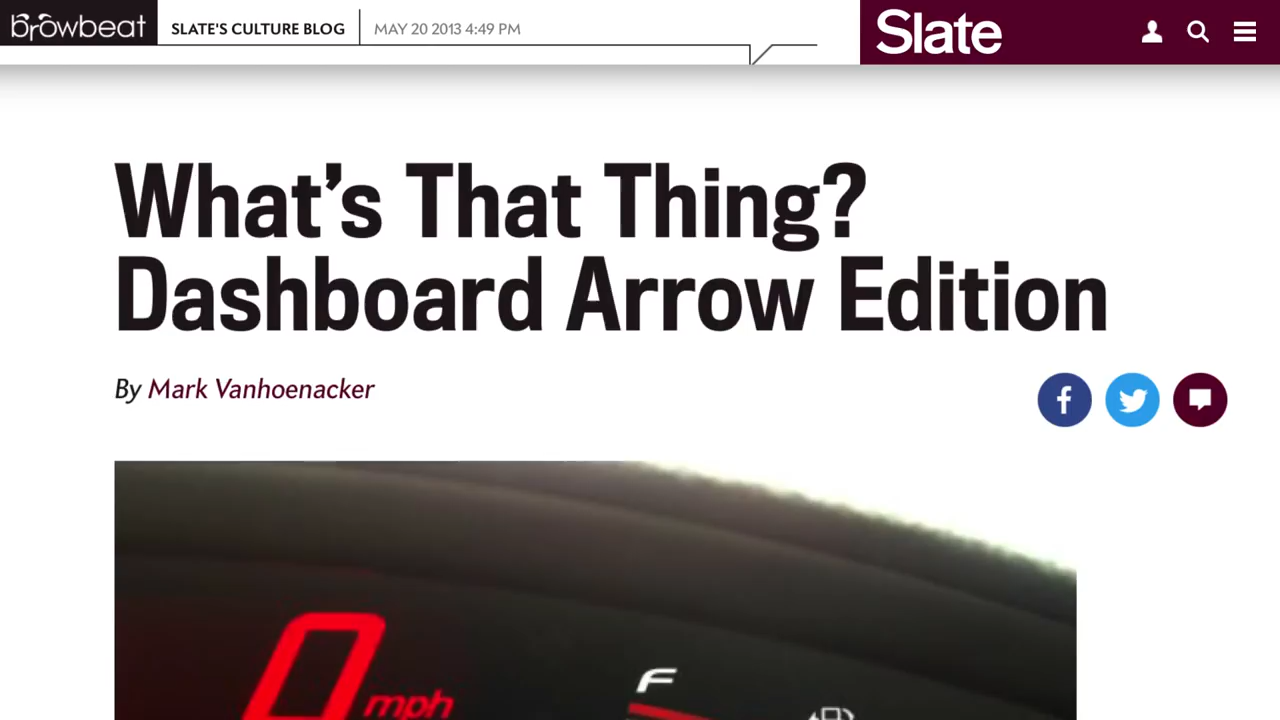 browbeat SLATE'S CULTURE BLOG MAY 20 2013 4:49 PM Slate
What's That Thing?
Dashboard Arrow Edition
By Mark Vanhoenacker
0 mph F